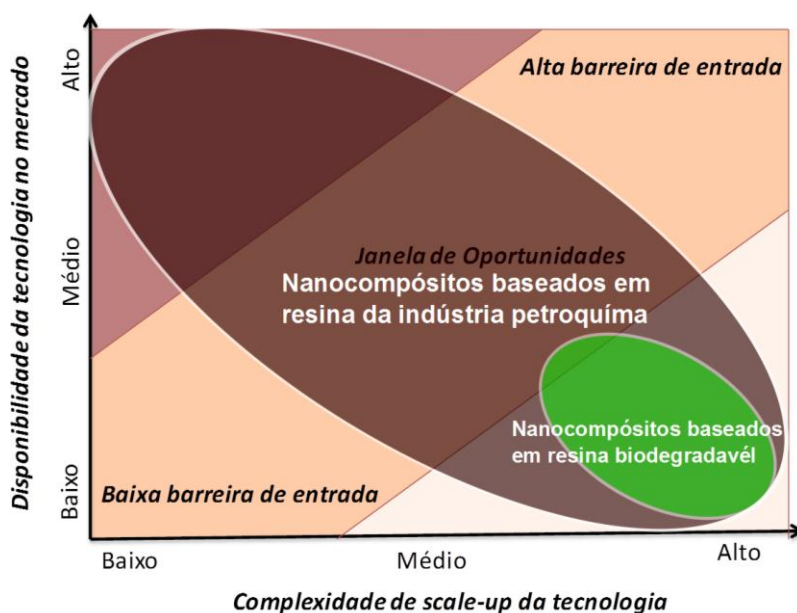 Disponibilidade da tecnologia no mercado
Alto
Médio
Baixo
Alta barreira de entrada
Janela de Oportunidades
Nanocompósitos baseados em
resina da indústria petroquíma
Nanocompósitos baseados
em resina biodegradavél
Baixa barreira de entrada
Baixo
Médio
Alto
Complexidade de scale-up da tecnologia